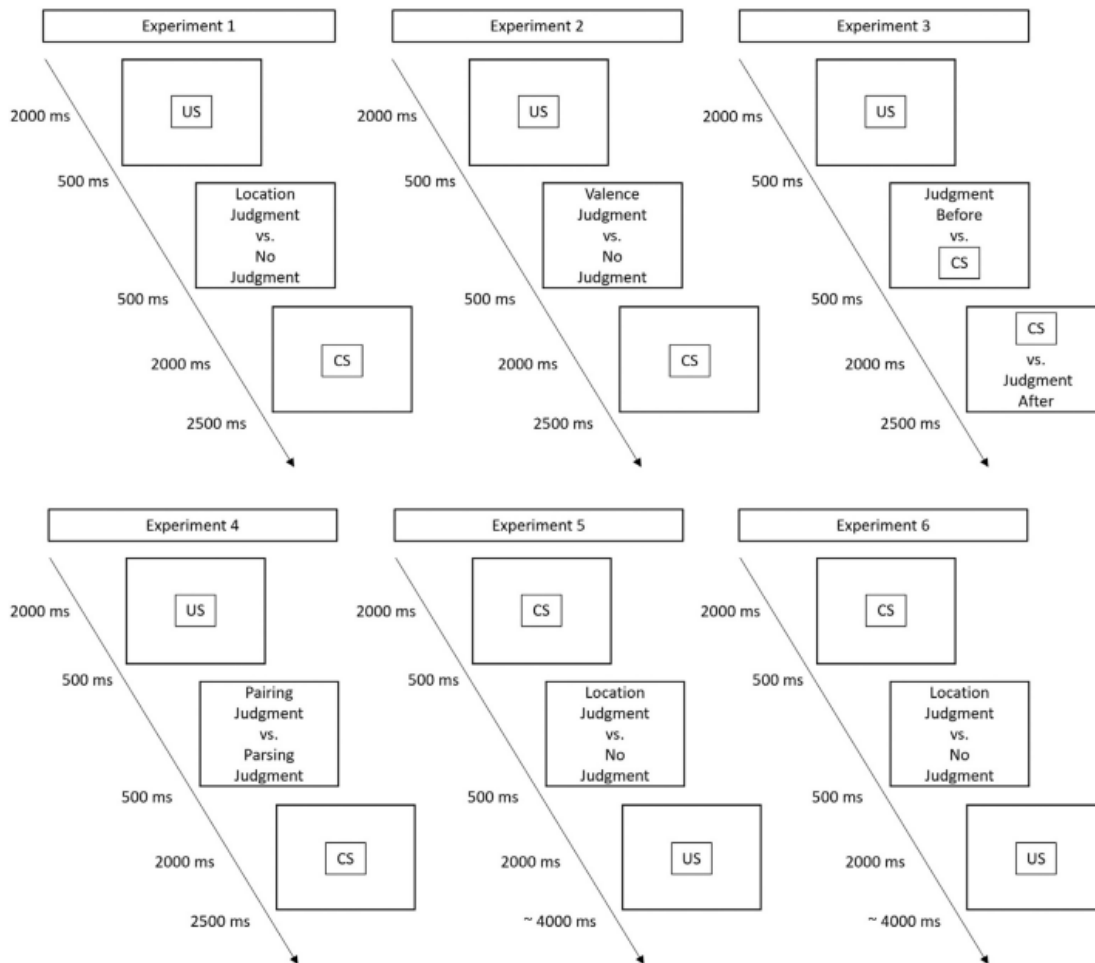 Experiment 1
2000 ms
US
500 ms
Location
Judgment
vs.
No
Judgment
500 ms
2000 ms
CS
2500 ms
Experiment 2
2000 ms
US
500 ms
Valence
Judgment
vs.
No
Judgment
500 ms
2000 ms
CS
2500 ms
Experiment 3
2000 ms
US
500 ms
Judgment
Before
vs.
CS
500 ms
2000 ms
CS
vs.
Judgment
After
2500 ms
Experiment 4
2000 ms
US
500 ms
Pairing
Judgment
vs.
Parsing
Judgment
500 ms
2000 ms
CS
2500 ms
Experiment 5
2000 ms
CS
500 ms
Location
Judgment
vs.
No
Judgment
500 ms
2000 ms
US
~ 4000 ms
Experiment 6
2000 ms
CS
500 ms
Location
Judgment
vs.
No
Judgment
500 ms
2000 ms
US
~ 4000 ms